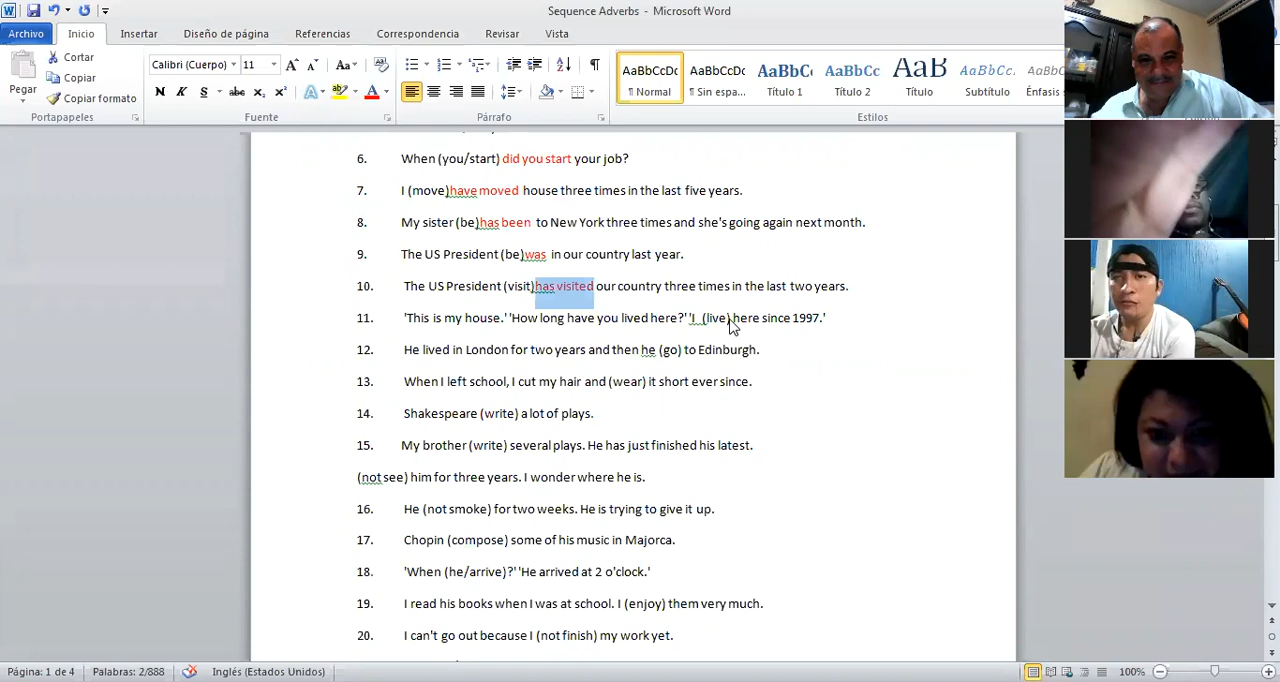 Sequence Adverbs - Microsoft Word
Archivo Inicio Insertar Diseño de página Referencias Correspondencia Revisar Vista
Cortar
Copiar
Copiar formato
Pegar
Portapapeles
Calibri (Cuerpo) 11
Fuente
Párrafo
AaBbCcDc AaBbCcDc AaBbC AaBbCc AaB AaBbCc. AaBbCc
¶ Normal ¶ Sin espa... Título 1 Título 2 Título Subtítulo Énfasis
Estilos
6. When (you/start) did you start your job?
7. I (move)have moved house three times in the last five years.
8. My sister (be)has been to New York three times and she's going again next month.
9. The US President (be)was in our country last year.
10. The US President (visit)has visited our country three times in the last two years.
11. 'This is my house.' 'How long have you lived here?' 'I (live) here since 1997.'
12. He lived in London for two years and then he (go) to Edinburgh.
13. When I left school, I cut my hair and (wear) it short ever since.
14. Shakespeare (write) a lot of plays.
15. My brother (write) several plays. He has just finished his latest.
(not see) him for three years. I wonder where he is.
16. He (not smoke) for two weeks. He is trying to give it up.
17. Chopin (compose) some of his music in Majorca.
18. 'When (he/arrive)?' 'He arrived at 2 o'clock.'
19. I read his books when I was at school. I (enjoy) them very much.
20. I can't go out because I (not finish) my work yet.
Página: 1 de 4 Palabras: 2/888 Inglés (Estados Unidos) 100%